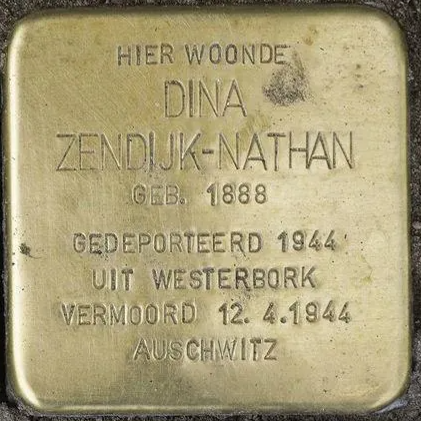 HIER WOONDE
DINA
ZENDIJK-NATHAN
GEB. 1888
GEDEPORTEERD 1944
UIT WESTERBORK
VERMOORD 12.4.1944
AUSCHWITZ